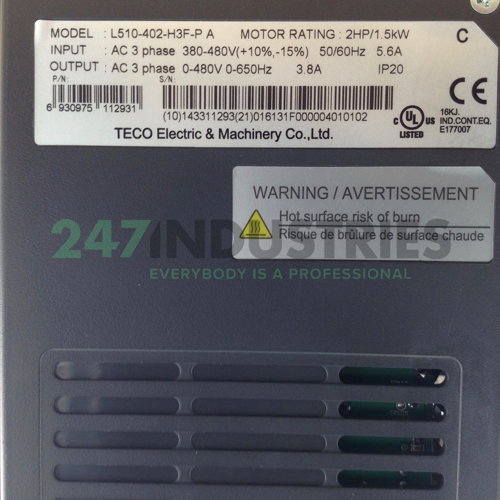 MODEL : L510-402-H3F-P A MOTOR RATING : 2HP/1.5kW C
INPUT : AC 3 phase 380-480V(+10%,-15%) 50/60Hz 5.6A
OUTPUT : AC 3 phase 0-480V 0-650Hz 3.8A IP20
P/N: S/N:
6 930975 112931
(10)143311293(21)016131F000004010102
TECO Electric & Machinery Co.,Ltd.
C UL US LISTED
16KJ.
IND.CONT.EQ.
E177007
CE
WARNING / AVERTISSEMENT
Hot surface risk of burn
Risque de brûlure de surface chaude
247INDUSTRIES
EVERYBODY IS A PROFESSIONAL